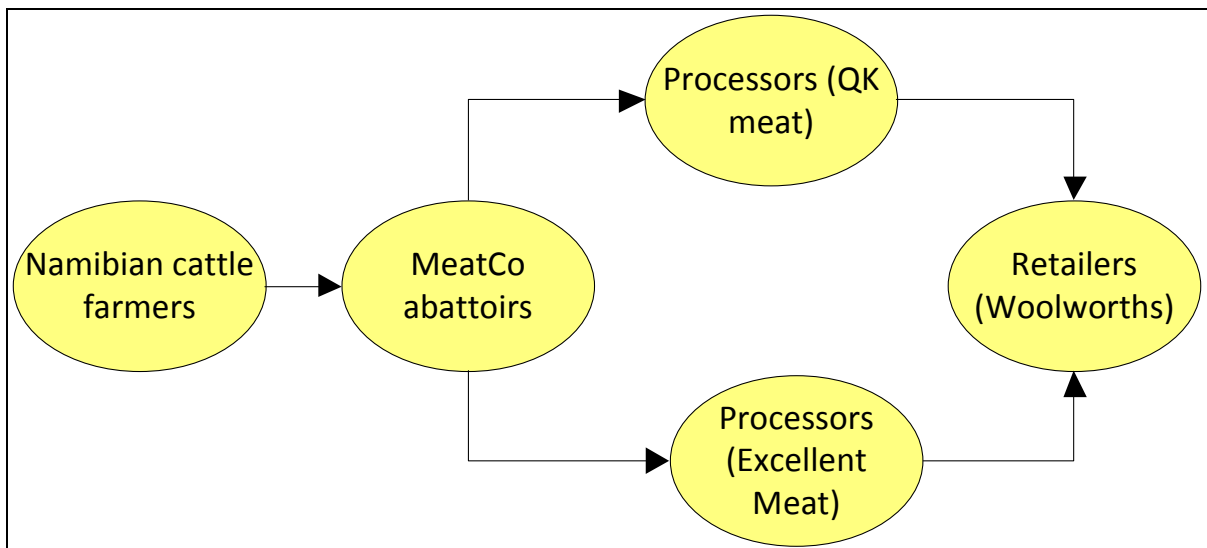 Namibian cattle
farmers
MeatCo
abattoirs
Processors (QK
meat)
Processors
(Excellent
Meat)
Retailers
(Woolworths)